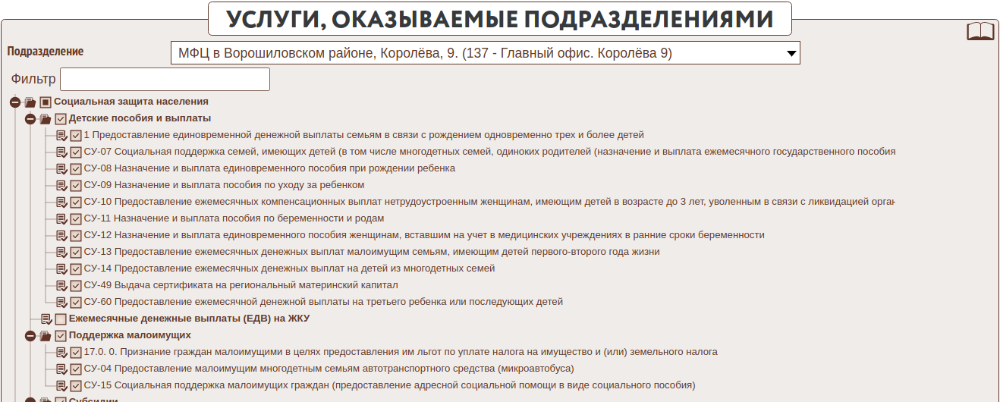 УСЛУГИ, ОКАЗЫВАЕМЫЕ ПОДРАЗДЕЛЕНИЯМИ
Подразделение
МФЦ в Ворошиловском районе, Королёва, 9. (137 - Главный офис. Королёва 9)
Фильтр
Социальная защита населения
Детские пособия и выплаты
1 Предоставление единовременной денежной выплаты семьям в связи с рождением одновременно трех и более детей
СУ-07 Социальная поддержка семей, имеющих детей (в том числе многодетных семей, одиноких родителей (назначение и выплата ежемесячного государственного пособия
СУ-08 Назначение и выплата единовременного пособия при рождении ребенка
СУ-09 Назначение и выплата пособия по уходу за ребенком
СУ-10 Предоставление ежемесячных компенсационных выплат нетрудоустроенным женщинам, имеющим детей в возрасте до 3 лет, уволенным в связи с ликвидацией орган
СУ-11 Назначение и выплата пособия по беременности и родам
СУ-12 Назначение и выплата единовременного пособия женщинам, вставшим на учет в медицинских учреждениях в ранние сроки беременности
СУ-13 Предоставление ежемесячных денежных выплат малоимущим семьям, имеющим детей первого-второго года жизни
СУ-14 Предоставление ежемесячных денежных выплат на детей из многодетных семей
СУ-49 Выдача сертификата на региональный материнский капитал
СУ-60 Предоставление ежемесячной денежной выплаты на третьего ребенка или последующих детей
Ежемесячные денежные выплаты (ЕДВ) на ЖКУ
Поддержка малоимущих
17.0. 0. Признание граждан малоимущими в целях предоставления им льгот по уплате налога на имущество и (или) земельного налога
СУ-04 Предоставление малоимущим многодетным семьям автотранспортного средства (микроавтобуса)
СУ-15 Социальная поддержка малоимущих граждан (предоставление адресной социальной помощи в виде социального пособия)
Субсидии